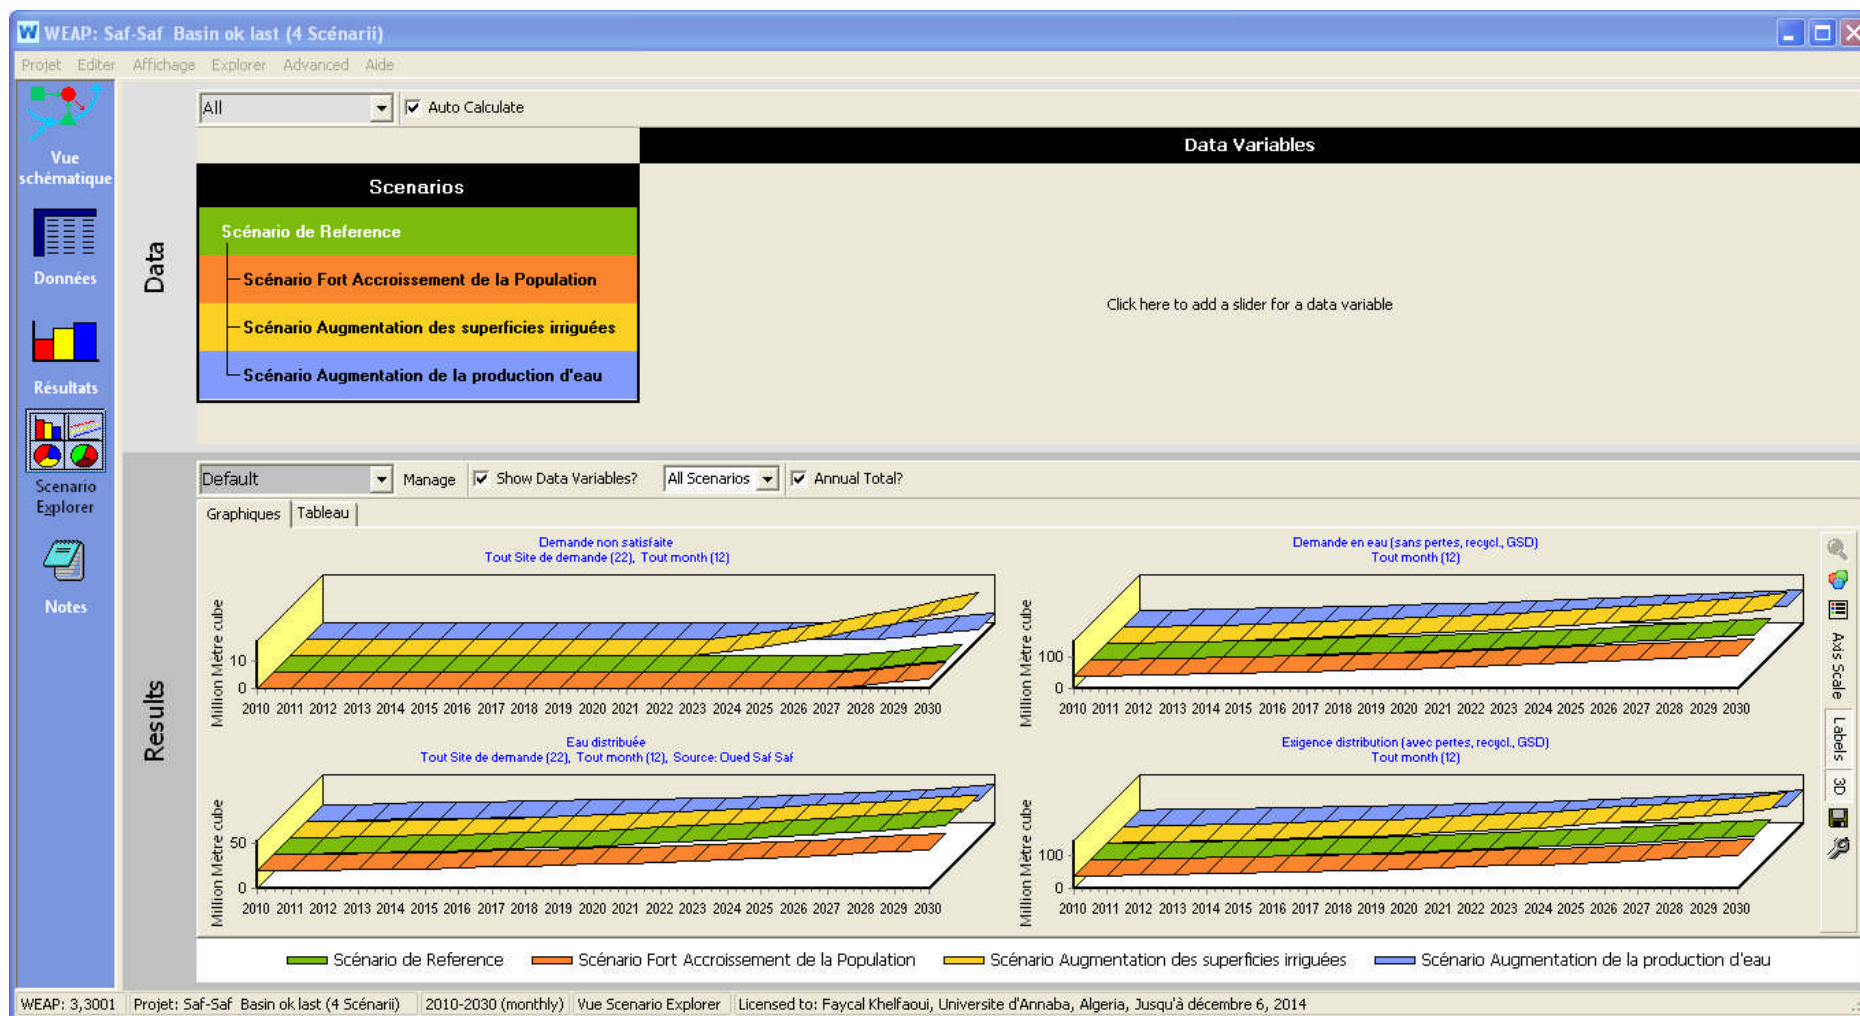 WEAP: Saf-Saf Basin ok last (4 Scénarii)
Projet Editer Affichage Explorer Advanced Aide
Vue schématique
Données
Résultats
Scenario Explorer
Notes
Data
All
Auto Calculate
Data Variables
Scenarios
Scénario de Reference
Scénario Fort Accroissement de la Population
Scénario Augmentation des superficies irriguées
Scénario Augmentation de la production d'eau
Click here to add a slider for a data variable
Results
Default Manage Show Data Variables? All Scenarios Annual Total?
Graphiques Tableau
Demande non satisfaite
Tout Site de demande (22), Tout month (12)
Million Mètre cube
10
0
2010 2011 2012 2013 2014 2015 2016 2017 2018 2019 2020 2021 2022 2023 2024 2025 2026 2027 2028 2029 2030
Demande en eau (sans pertes, recycl., GSD)
Tout month (12)
Million Mètre cube
100
0
2010 2011 2012 2013 2014 2015 2016 2017 2018 2019 2020 2021 2022 2023 2024 2025 2026 2027 2028 2029 2030
Eau distribuée
Tout Site de demande (22), Tout month (12), Source: Oued Saf Saf
Million Mètre cube
50
0
2010 2011 2012 2013 2014 2015 2016 2017 2018 2019 2020 2021 2022 2023 2024 2025 2026 2027 2028 2029 2030
Exigence distribution (avec pertes, recycl., GSD)
Tout month (12)
Million Mètre cube
100
0
2010 2011 2012 2013 2014 2015 2016 2017 2018 2019 2020 2021 2022 2023 2024 2025 2026 2027 2028 2029 2030
Axis Scale
Labels
3D
Scénario de Reference Scénario Fort Accroissement de la Population Scénario Augmentation des superficies irriguées Scénario Augmentation de la production d'eau
WEAP: 3,3001 Projet: Saf-Saf Basin ok last (4 Scénarii) 2010-2030 (monthly) Vue Scenario Explorer Licensed to: Faycal Khelfaoui, Universite d'Annaba, Algeria, Jusqu'à décembre 6, 2014